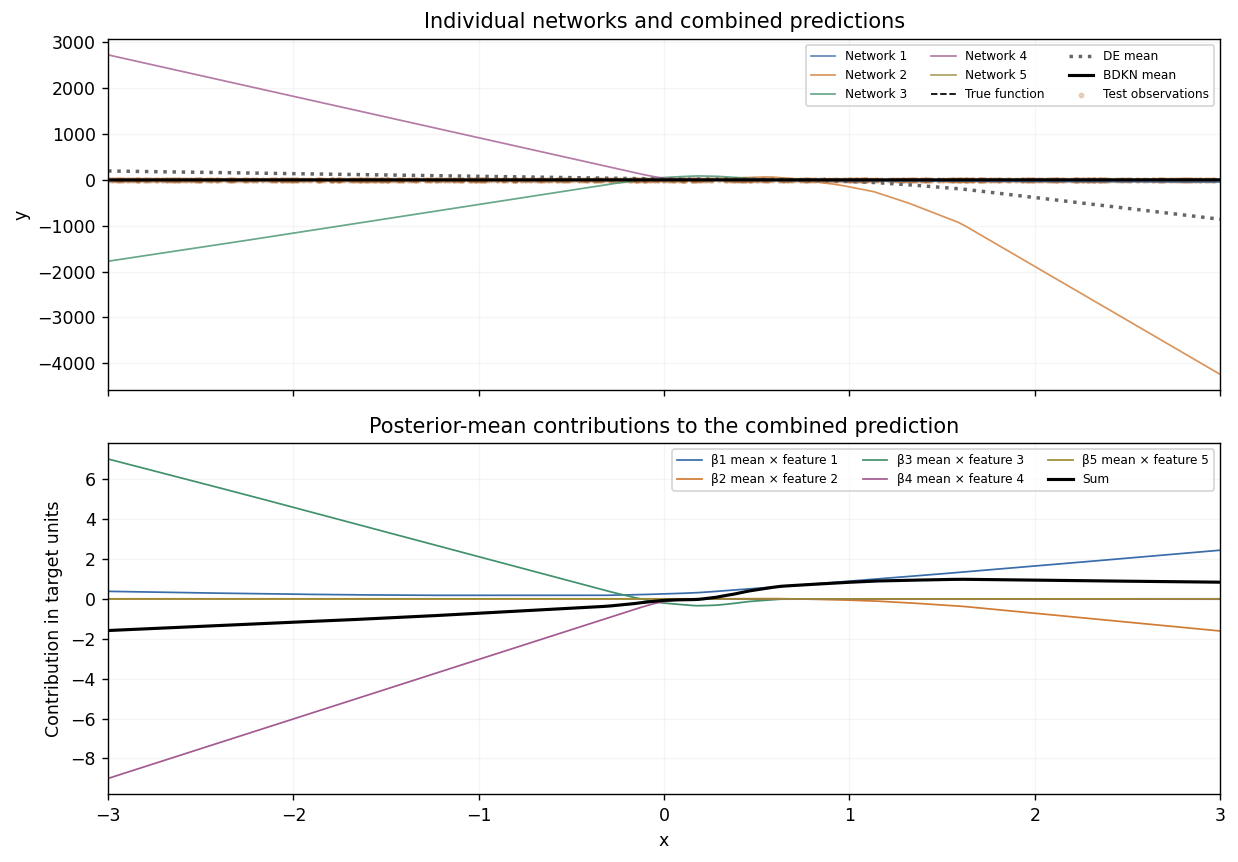 Individual networks and combined predictions
3000
2000
1000
0
−1000
−2000
−3000
−4000
y
Network 1
Network 2
Network 3
Network 4
Network 5
True function
DE mean
BDKN mean
Test observations
Posterior-mean contributions to the combined prediction
6
4
2
0
−2
−4
−6
−8
Contribution in target units
β1 mean × feature 1
β2 mean × feature 2
β3 mean × feature 3
β4 mean × feature 4
β5 mean × feature 5
Sum
−3 −2 −1 0 1 2 3
x